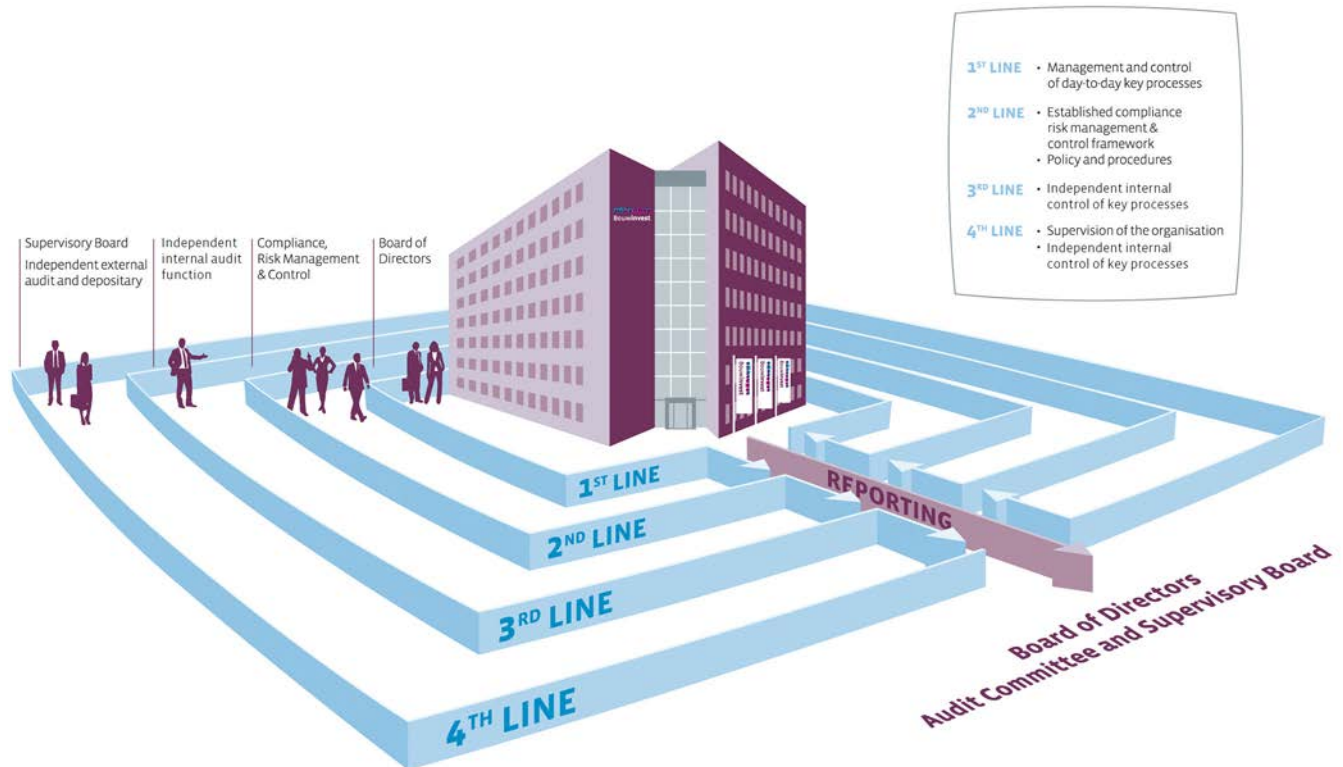 1ST LINE • Management and control
of day-to-day key processes
2ND LINE • Established compliance
risk management &
control framework
• Policy and procedures
3RD LINE • Independent internal
control of key processes
4TH LINE • Supervision of the organisation
• Independent internal
control of key processes
Supervisory Board
Independent external
audit and depositary
Independent
internal audit
function
Compliance,
Risk Management
& Control
Board of
Directors
Bouwinvest
Bouwinvest
Bouwinvest
Bouwinvest
1ST LINE
2ND LINE
3RD LINE
4TH LINE
REPORTING
Board of Directors
Audit Committee and Supervisory Board